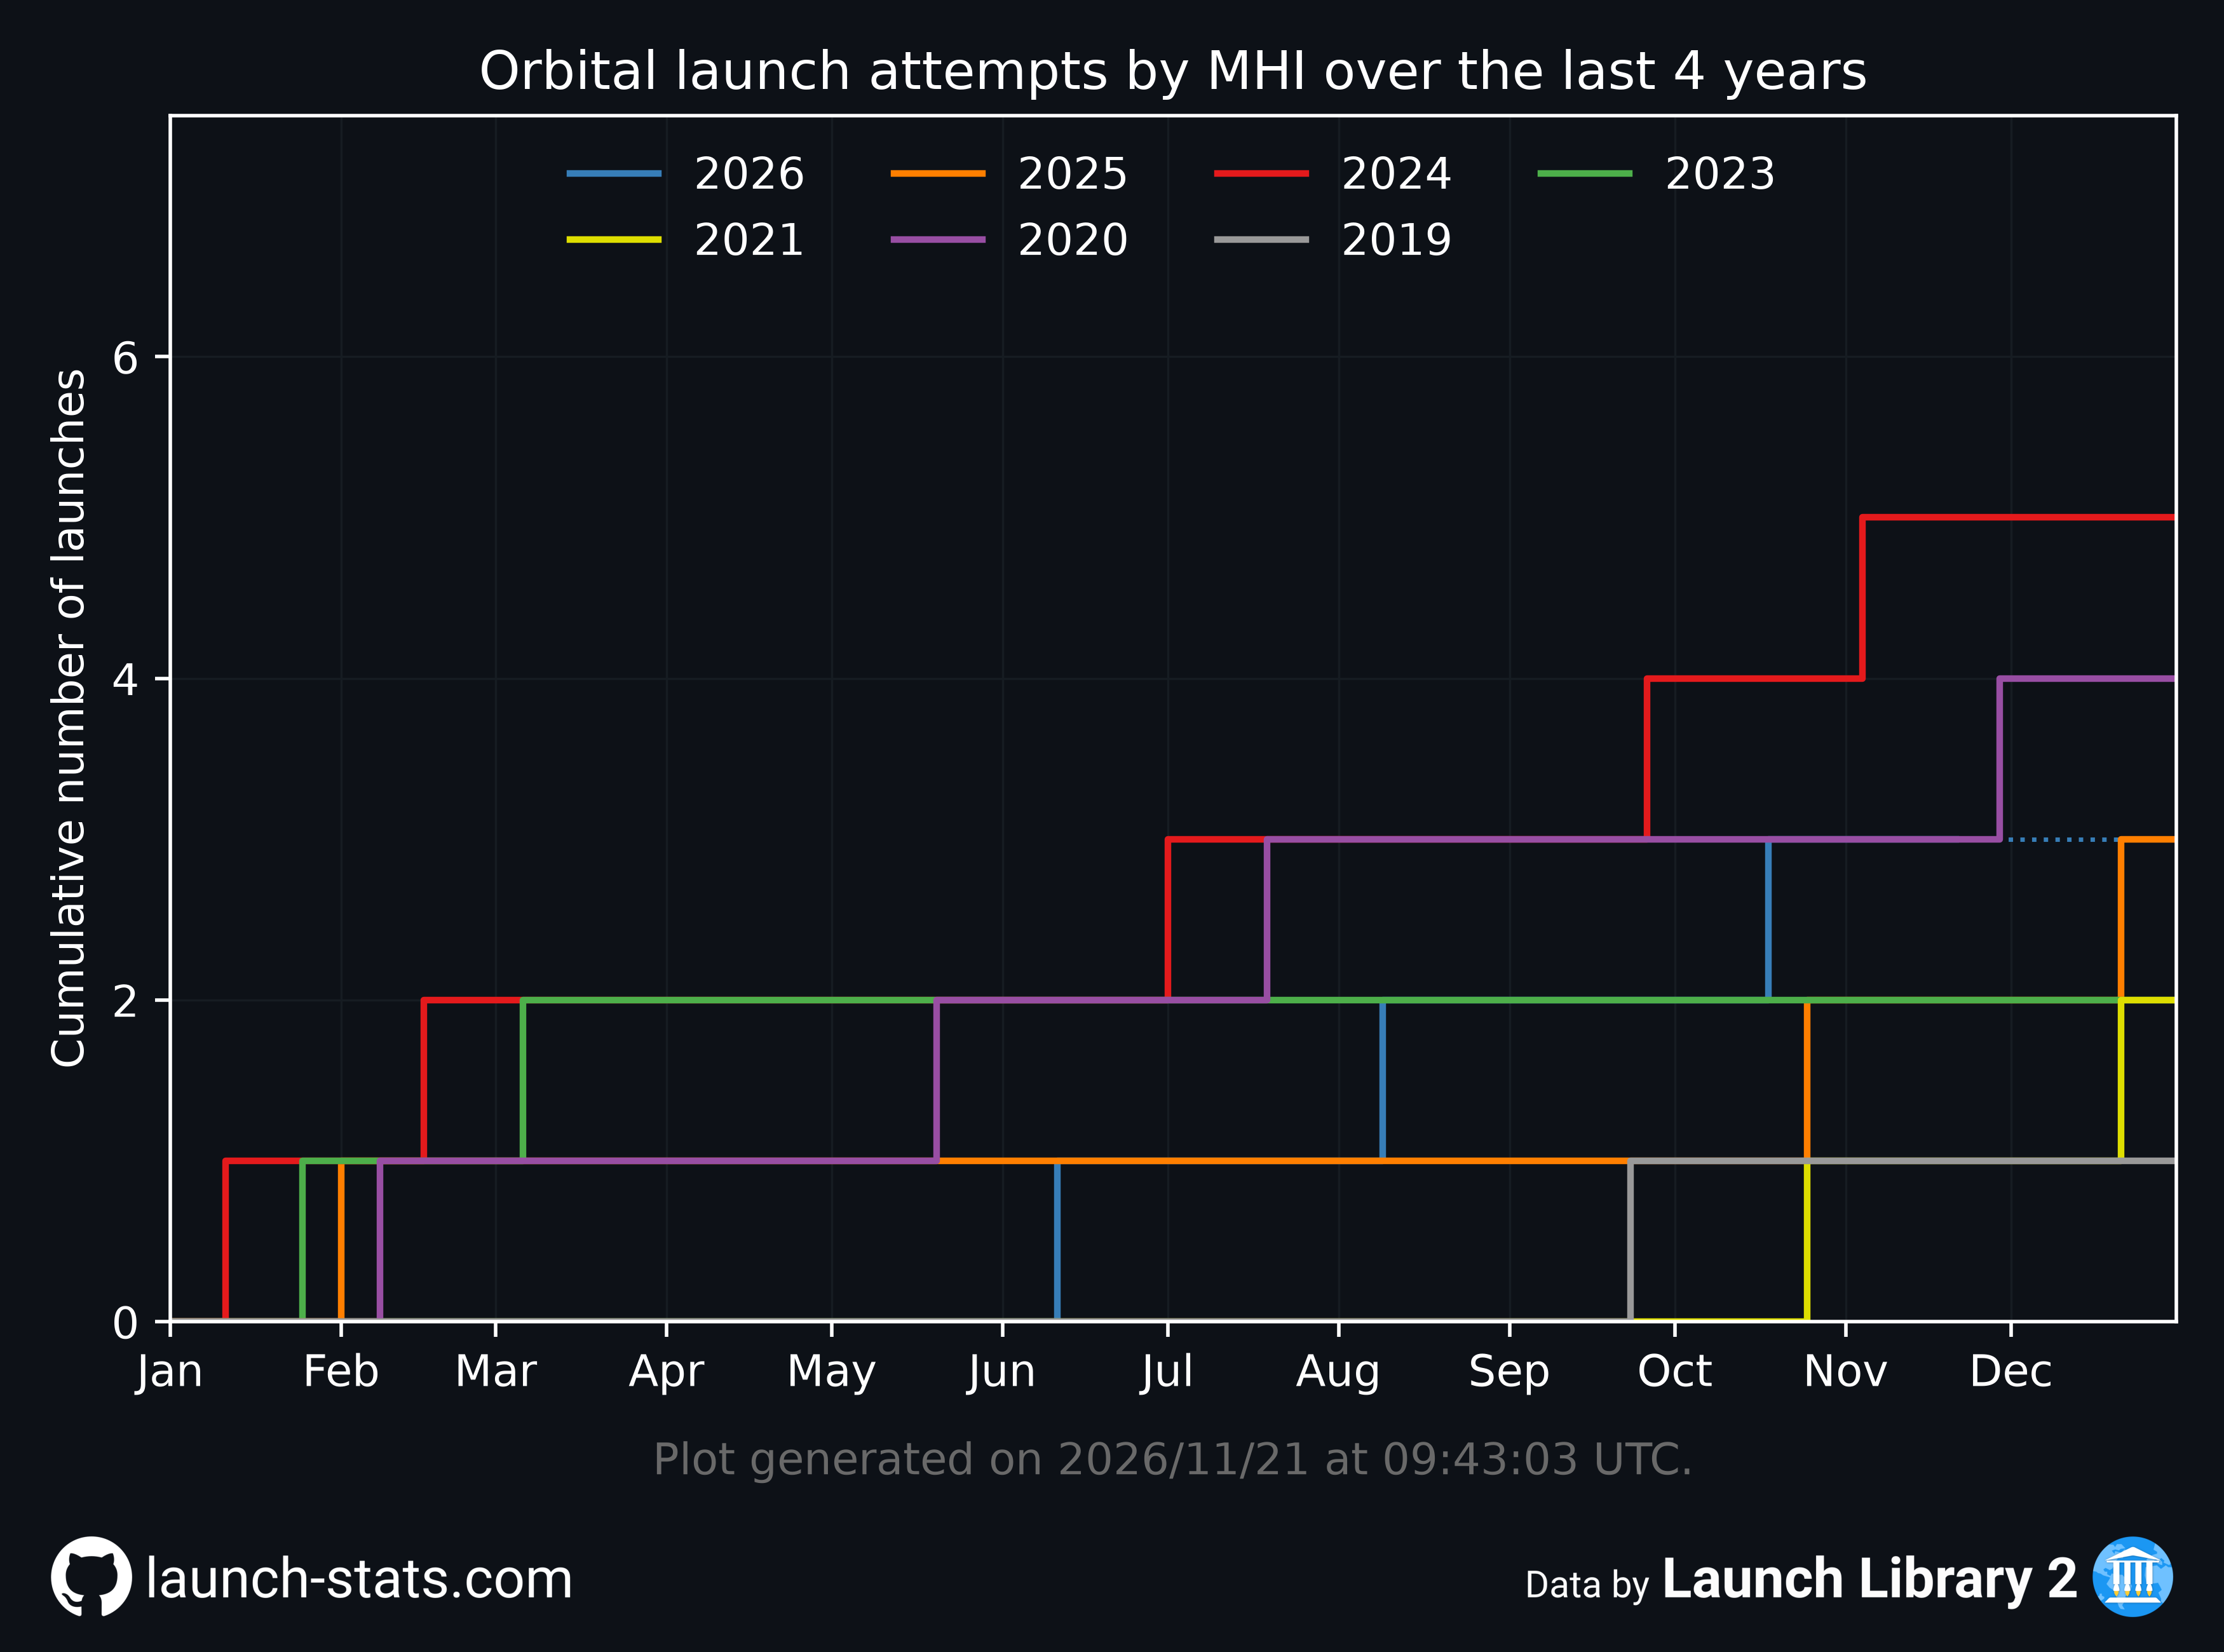 Orbital launch attempts by MHI over the last 4 years
2026 2025 2024 2023
2021 2020 2019
Cumulative number of launches
6
4
2
0
Jan Feb Mar Apr May Jun Jul Aug Sep Oct Nov Dec
Plot generated on 2026/11/21 at 09:43:03 UTC.
launch-stats.com
Data by Launch Library 2